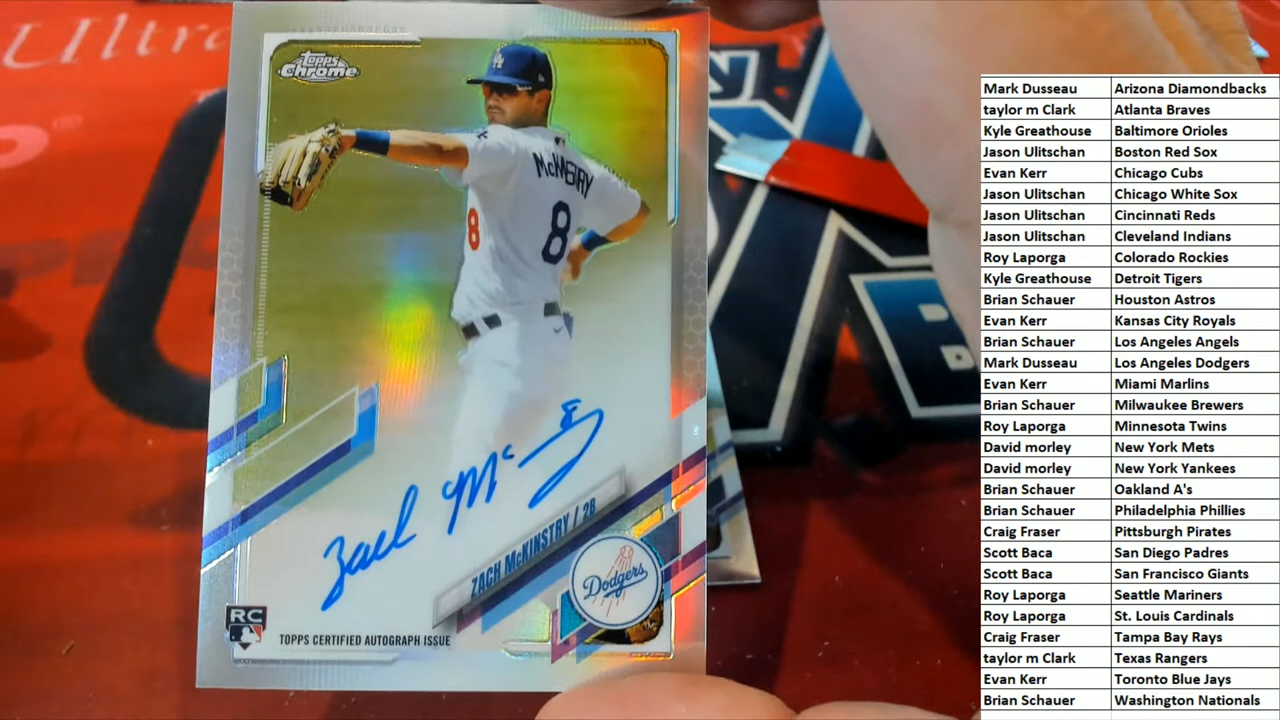 Ultra
Topps
Chrome
McKINSTRY
8
8
Zach Mc
8
ZACH McKINSTRY / 2B
Dodgers
RC
TOPPS CERTIFIED AUTOGRAPH ISSUE
Mark Dusseau Arizona Diamondbacks
taylor m Clark Atlanta Braves
Kyle Greathouse Baltimore Orioles
Jason Ulitschan Boston Red Sox
Evan Kerr Chicago Cubs
Jason Ulitschan Chicago White Sox
Jason Ulitschan Cincinnati Reds
Jason Ulitschan Cleveland Indians
Roy Laporga Colorado Rockies
Kyle Greathouse Detroit Tigers
Brian Schauer Houston Astros
Evan Kerr Kansas City Royals
Brian Schauer Los Angeles Angels
Mark Dusseau Los Angeles Dodgers
Evan Kerr Miami Marlins
Brian Schauer Milwaukee Brewers
Roy Laporga Minnesota Twins
David morley New York Mets
David morley New York Yankees
Brian Schauer Oakland A's
Brian Schauer Philadelphia Phillies
Craig Fraser Pittsburgh Pirates
Scott Baca San Diego Padres
Scott Baca San Francisco Giants
Roy Laporga Seattle Mariners
Roy Laporga St. Louis Cardinals
Craig Fraser Tampa Bay Rays
taylor m Clark Texas Rangers
Evan Kerr Toronto Blue Jays
Brian Schauer Washington Nationals